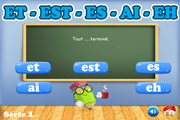 ET - EST - ES - AI - EH
Tout ....terminé.
et est es
ai eh
Série 1